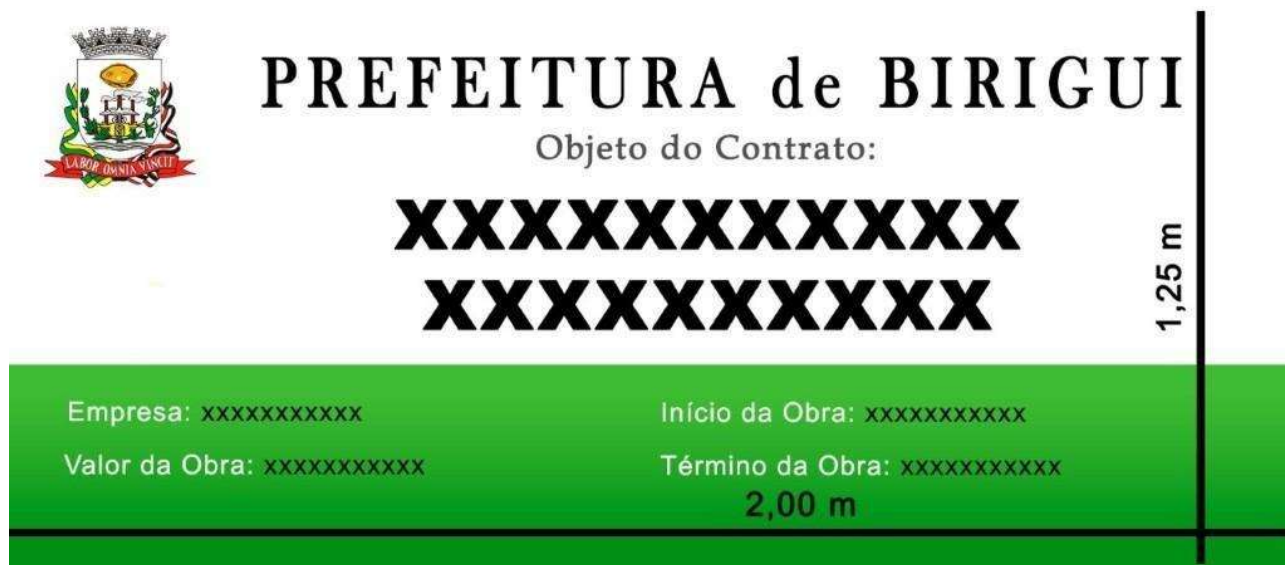 PREFEITURA de BIRIGUI
Objeto do Contrato:
XXXXXXXXXXX
XXXXXXXXXX
1,25 m
Empresa: xxxxxxxxxxx
Início da Obra: xxxxxxxxxxx
Valor da Obra: xxxxxxxxxxx
Término da Obra: xxxxxxxxxxx
2,00 m
LABOR OMNIA VINCIT